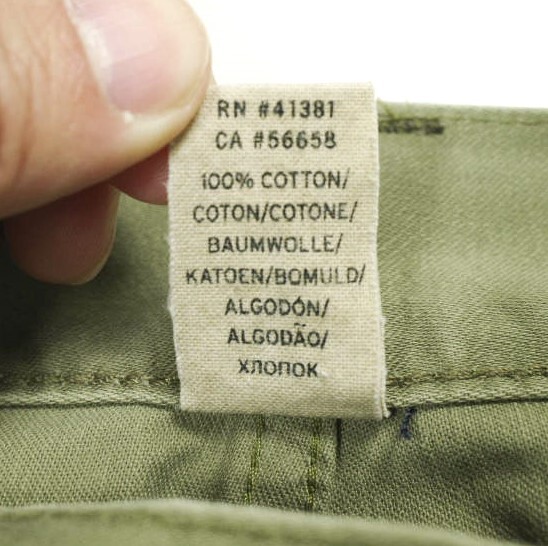 RN #41381
CA #56658
100% COTTON/
COTON/COTONE/
BAUMWOLLE/
KATOEN/BOMULD/
ALGODÓN/
ALGODÃO/
ХЛОПОК